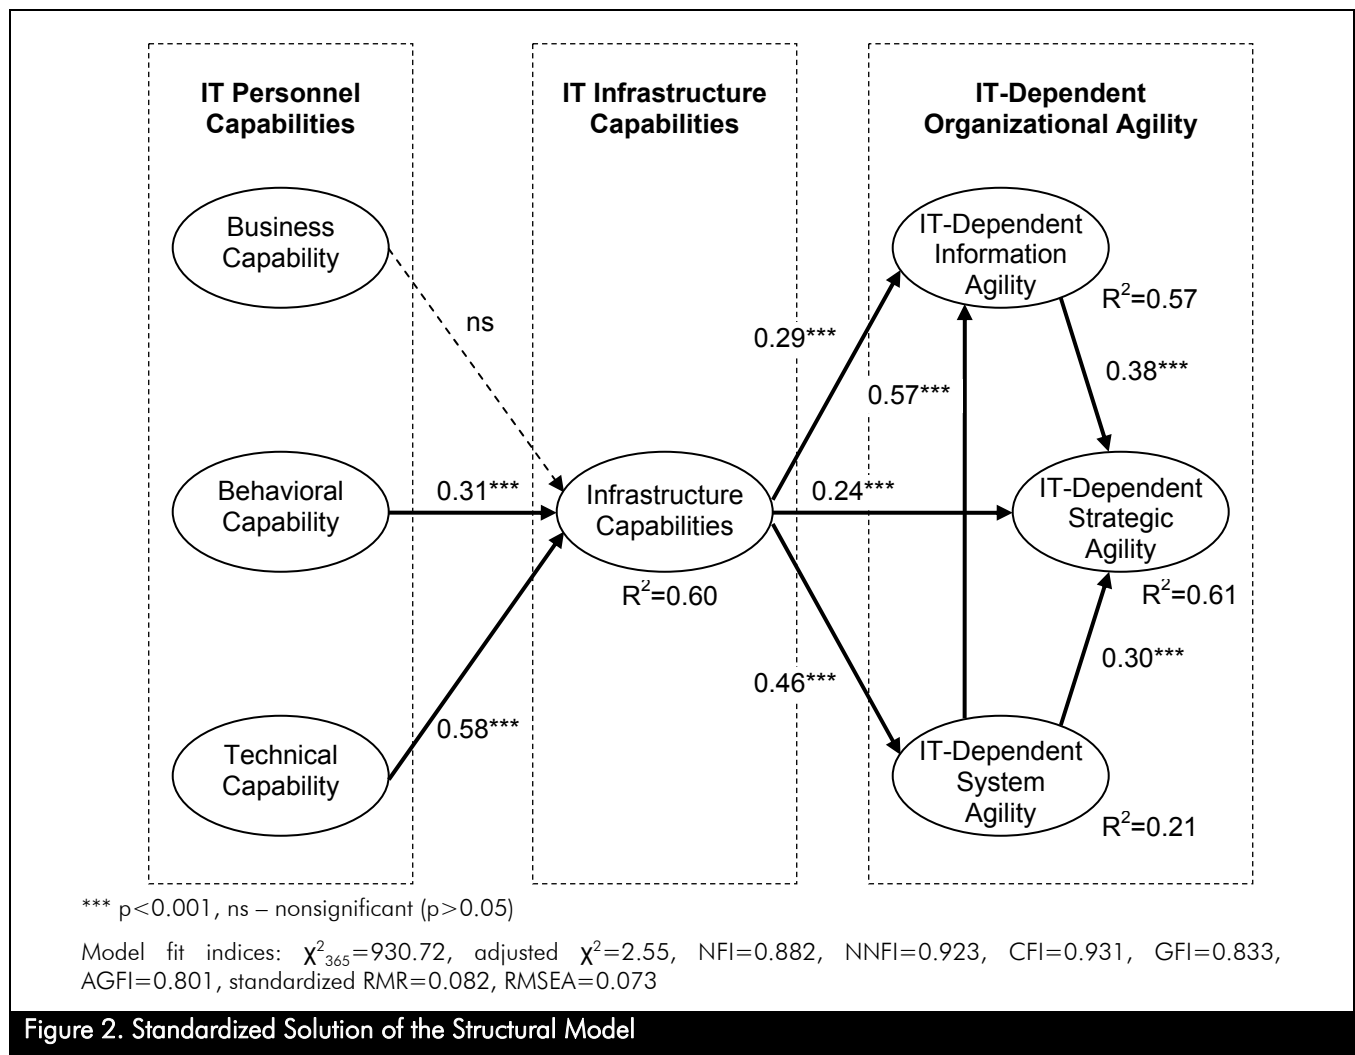 IT Personnel
Capabilities
IT Infrastructure
Capabilities
IT-Dependent
Organizational Agility
Business
Capability
IT-Dependent
Information
Agility
R²=0.57
ns
0.29***
0.38***
0.57***
Behavioral
Capability
0.31***
Infrastructure
Capabilities
0.24***
IT-Dependent
Strategic
Agility
R²=0.60
R²=0.61
0.30***
0.46***
0.58***
Technical
Capability
IT-Dependent
System
Agility
R²=0.21
*** p<0.001, ns – nonsignificant (p>0.05)
Model fit indices: χ²₃₆₅=930.72, adjusted χ²=2.55, NFI=0.882, NNFI=0.923, CFI=0.931, GFI=0.833,
AGFI=0.801, standardized RMR=0.082, RMSEA=0.073
Figure 2. Standardized Solution of the Structural Model